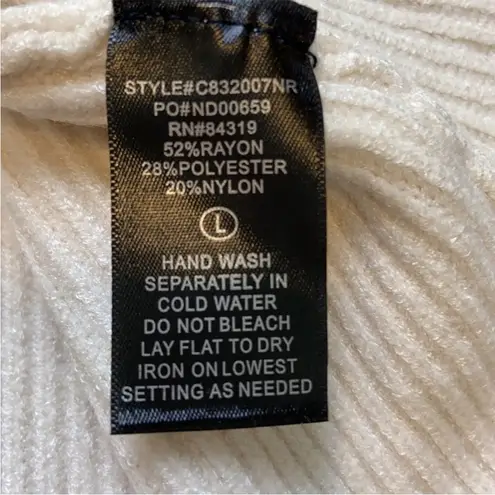 STYLE#C832007NR
PO#ND00659
RN#84319
52%RAYON
28%POLYESTER
20%NYLON
L
HAND WASH
SEPARATELY IN
COLD WATER
DO NOT BLEACH
LAY FLAT TO DRY
IRON ON LOWEST
SETTING AS NEEDED